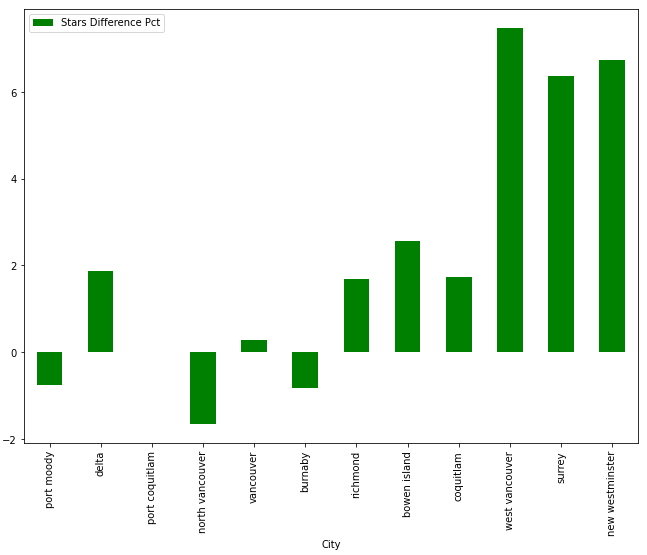 Stars Difference Pct
6
4
2
0
−2
port moody
delta
port coquitlam
north vancouver
vancouver
burnaby
richmond
bowen island
coquitlam
west vancouver
surrey
new westminster
City